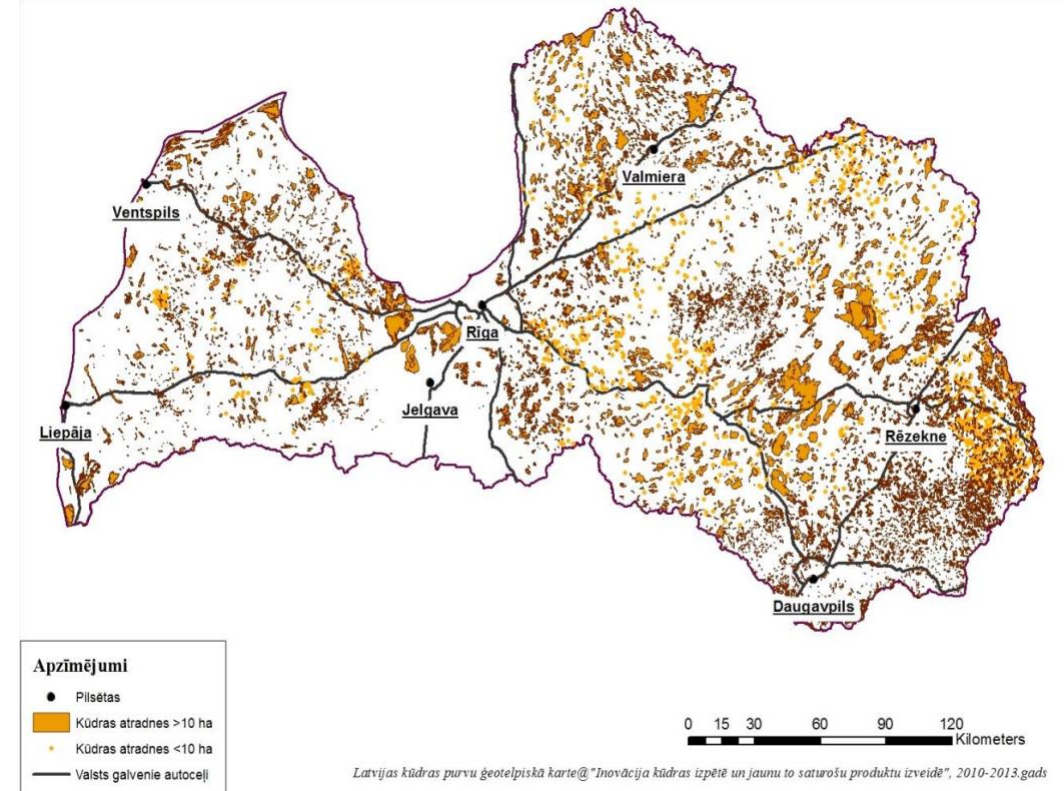 Valmiera
Ventspils
Rīga
Jelgava
Liepāja
Rēzekne
Daugavpils
Apzīmējumi
Pilsētas
Kūdras atradnes >10 ha
Kūdras atradnes <10 ha
Valsts galvenie autoceļi
0 15 30 60 90 120
Kilometers
Latvijas kūdras purvu ģeotelpiskā karte@"Inovācija kūdras izpētē un jaunu to saturošu produktu izveidē", 2010-2013.gads